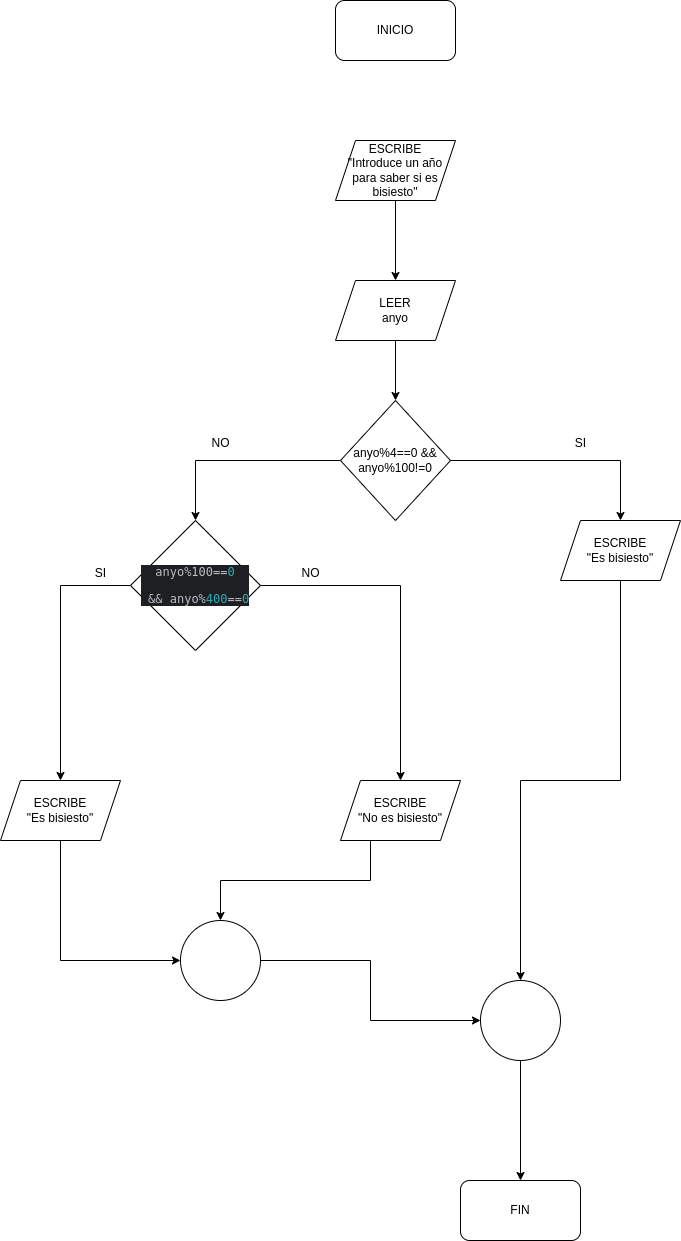 INICIO
ESCRIBE
"Introduce un año
para saber si es
bisiesto"
LEER
anyo
NO
SI
anyo%4==0 &&
anyo%100!=0
ESCRIBE
"Es bisiesto"
SI
anyo%100==0
&& anyo%400==0
NO
ESCRIBE
"Es bisiesto"
ESCRIBE
"No es bisiesto"
FIN